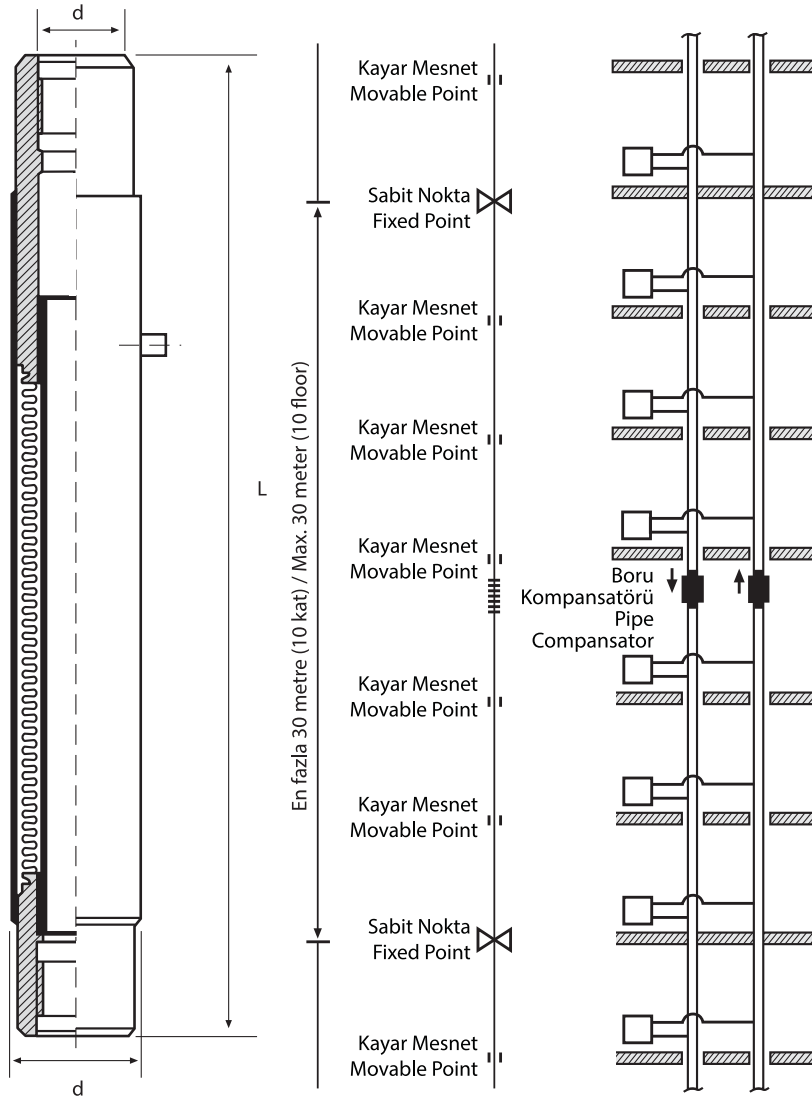 d
L
d
En fazla 30 metre (10 kat) / Max. 30 meter (10 floor)
Kayar Mesnet
Movable Point
Sabit Nokta
Fixed Point
Kayar Mesnet
Movable Point
Kayar Mesnet
Movable Point
Kayar Mesnet
Movable Point
Boru
Kompansatörü
Pipe
Compansator
Kayar Mesnet
Movable Point
Kayar Mesnet
Movable Point
Sabit Nokta
Fixed Point
Kayar Mesnet
Movable Point